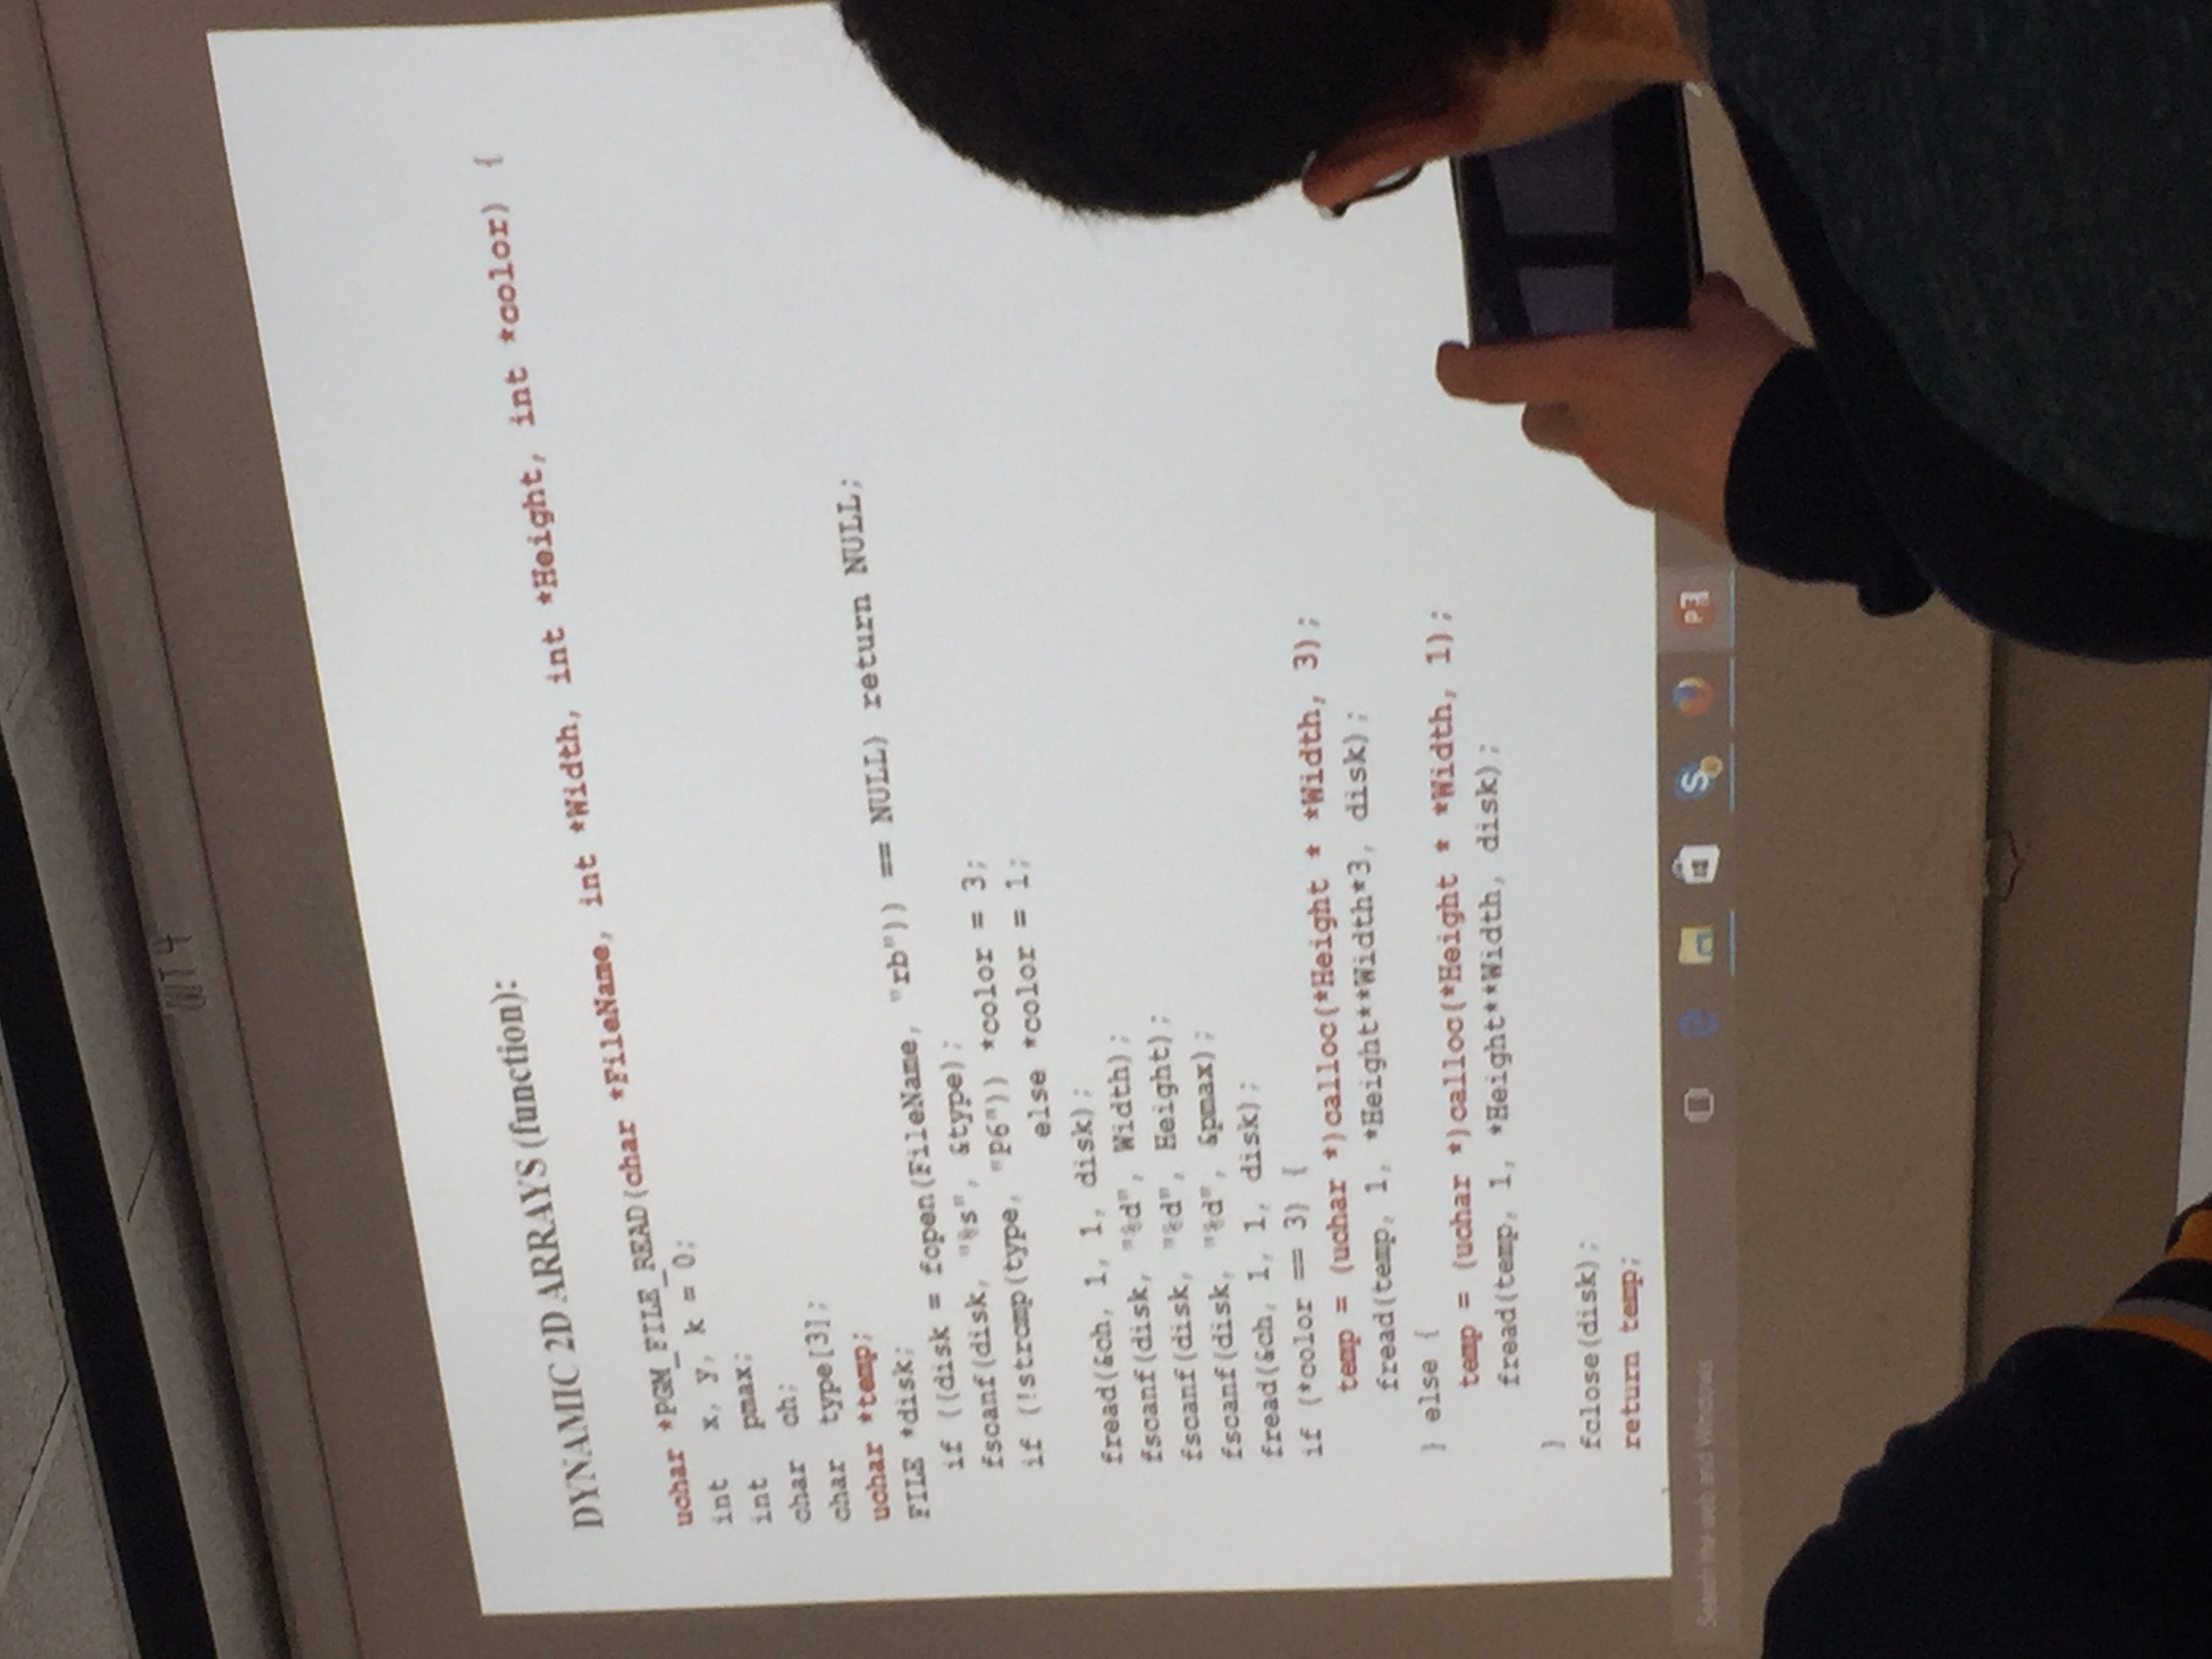 DYNAMIC 2D ARRAYS (function):
uchar *PGM_FILE_READ(char *FileName, int *Width, int *Height, int *color) {
int x, y, k = 0;
int pmax;
char ch;
char type[3];
uchar *temp;
FILE *disk;
if ((disk = fopen(FileName, "rb")) == NULL) return NULL;
fscanf(disk, "%s", &type);
if (!strcmp(type, "P6")) *color = 3;
else *color = 1;
fread(&ch, 1, 1, disk);
fscanf(disk, "%d", Width);
fscanf(disk, "%d", Height);
fscanf(disk, "%d", &pmax);
fread(&ch, 1, 1, disk);
if (*color == 3) {
temp = (uchar *)calloc(*Height * *Width, 3);
fread(temp, 1, *Height**Width*3, disk);
} else {
temp = (uchar *)calloc(*Height * *Width, 1);
fread(temp, 1, *Height**Width, disk);
}
fclose(disk);
return temp;
Search the web and Windows